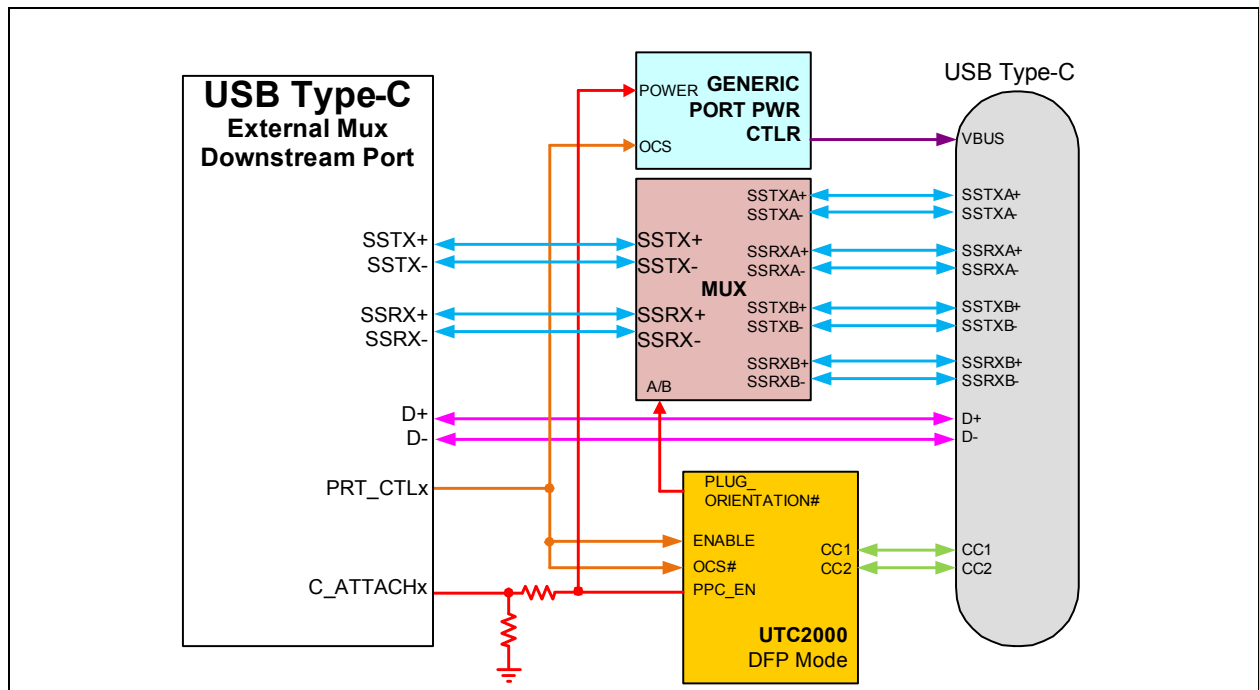 USB Type-C
External Mux
Downstream Port
SSTX+
SSTX-
SSRX+
SSRX-
D+
D-
PRT_CTLx
C_ATTACHx
POWER
GENERIC
PORT PWR
CTLR
OCS
SSTX+
SSTX-
SSRX+
SSRX-
MUX
A/B
SSTXA+
SSTXA-
SSRXA+
SSRXA-
SSTXB+
SSTXB-
SSRXB+
SSRXB-
PLUG_
ORIENTATION#
ENABLE
OCS#
PPC_EN
CC1
CC2
UTC2000
DFP Mode
USB Type-C
VBUS
SSTXA+
SSTXA-
SSRXA+
SSRXA-
SSTXB+
SSTXB-
SSRXB+
SSRXB-
D+
D-
CC1
CC2